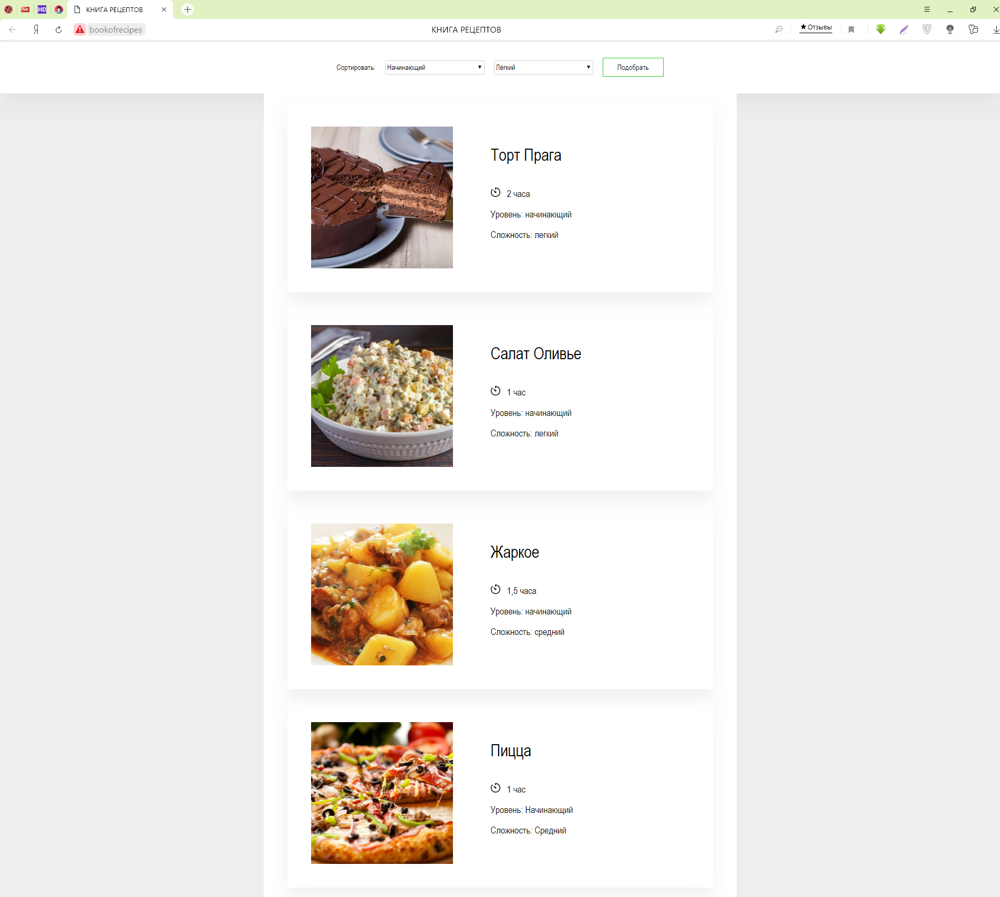 HD
HD
КНИГА РЕЦЕПТОВ
Я
bookofrecipes
КНИГА РЕЦЕПТОВ
★ Отзывы
Сортировать:
Начинающий
Лёгкий
Подобрать
Торт Прага
2 часа
Уровень: начинающий
Сложность: легкий
Салат Оливье
1 час
Уровень: начинающий
Сложность: легкий
Жаркое
1,5 часа
Уровень: начинающий
Сложность: средний
Пицца
1 час
Уровень: Начинающий
Сложность: Средний